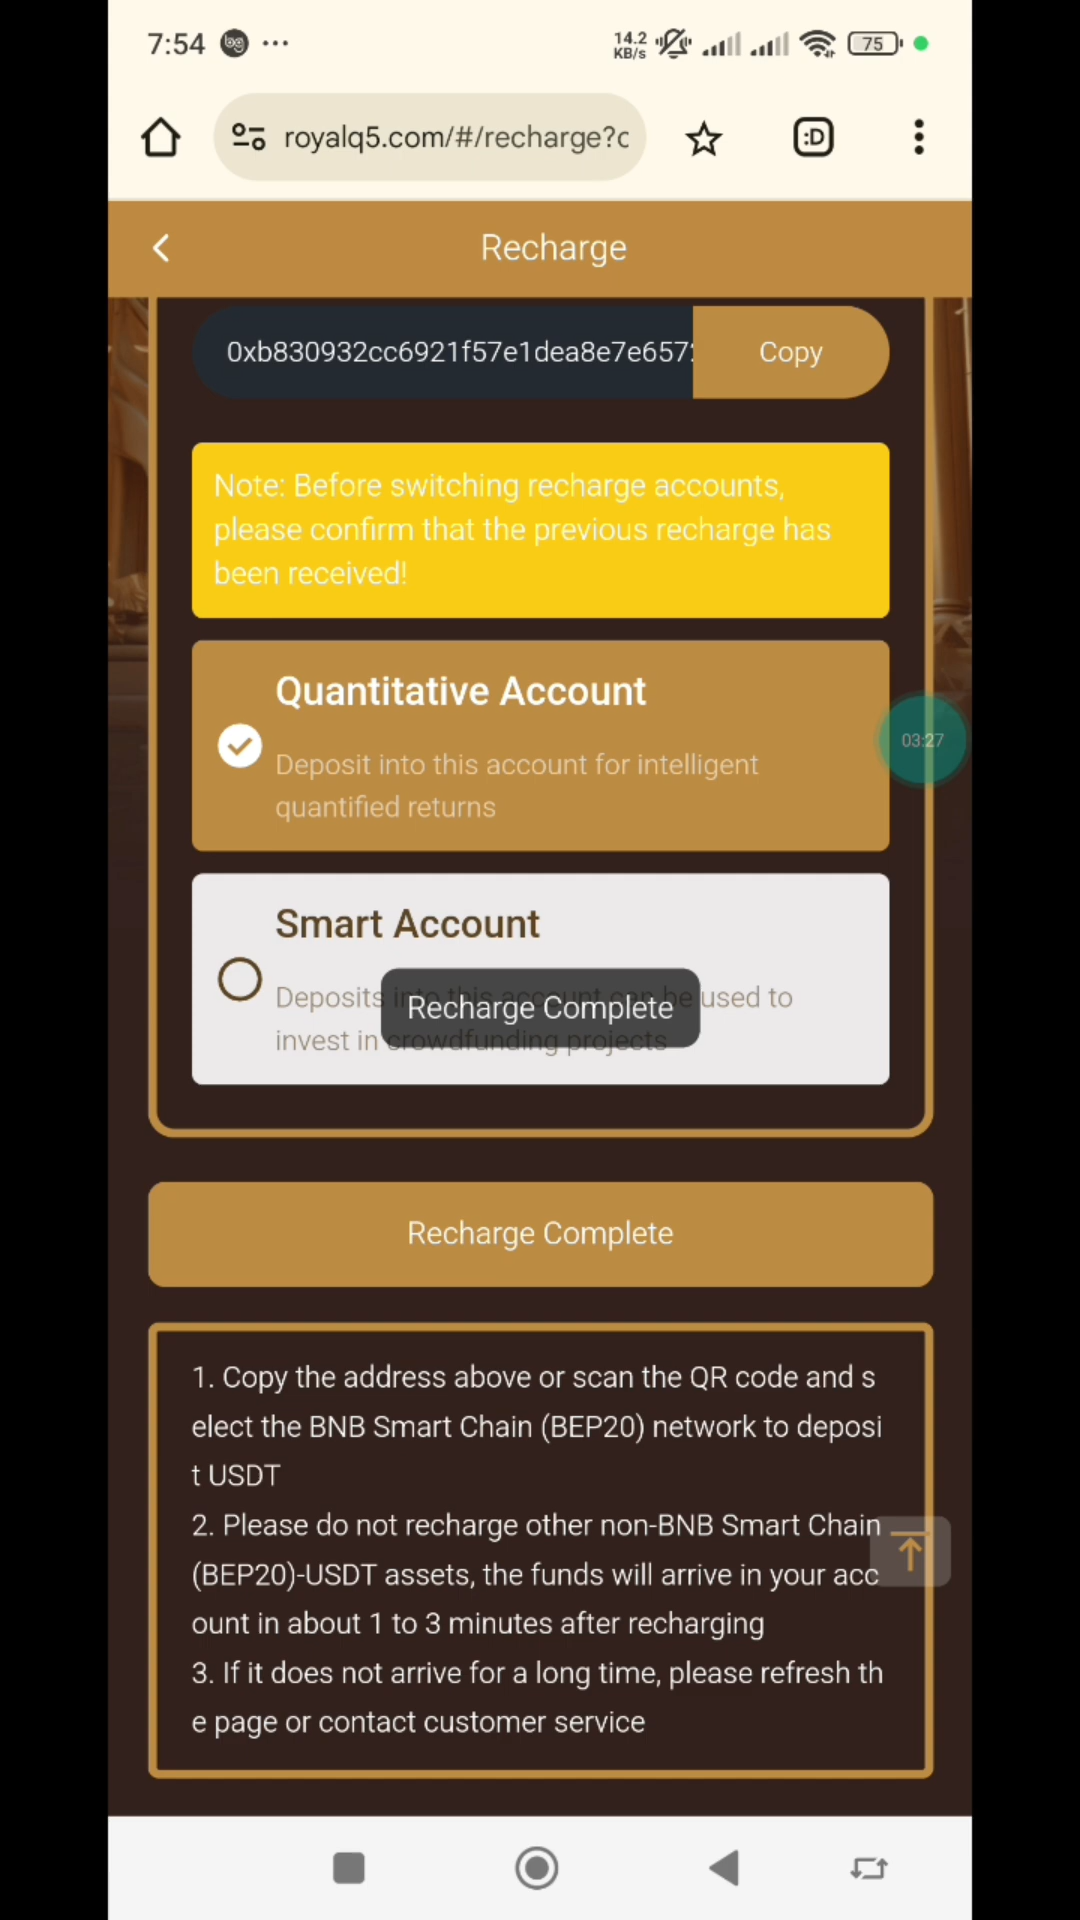 7:54 bg ...
14.2
KB/s
75
royalq5.com/#/recharge?c
:D
Recharge
0xb830932cc6921f57e1dea8e7e657
Copy
Note: Before switching recharge accounts,
please confirm that the previous recharge has
been received!
Quantitative Account
Deposit into this account for intelligent
quantified returns
03:27
Smart Account
Deposits into this account can be used to
invest in crowdfunding projects
Recharge Complete
Recharge Complete
1. Copy the address above or scan the QR code and s
elect the BNB Smart Chain (BEP20) network to deposi
t USDT
2. Please do not recharge other non-BNB Smart Chain
(BEP20)-USDT assets, the funds will arrive in your acc
ount in about 1 to 3 minutes after recharging
3. If it does not arrive for a long time, please refresh th
e page or contact customer service